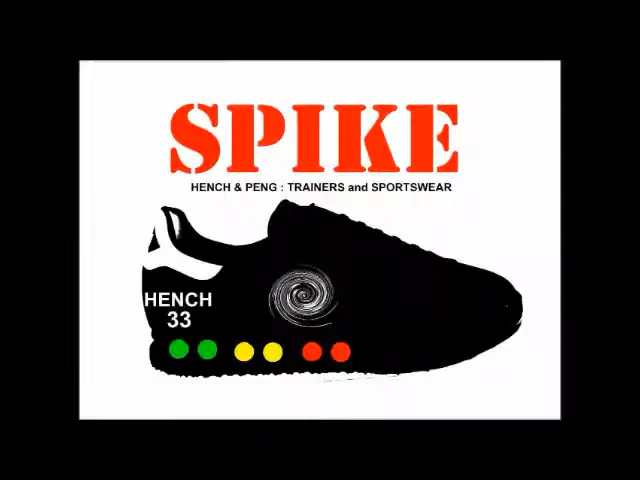 SPIKE
HENCH & PENG : TRAINERS and SPORTSWEAR
HENCH
33